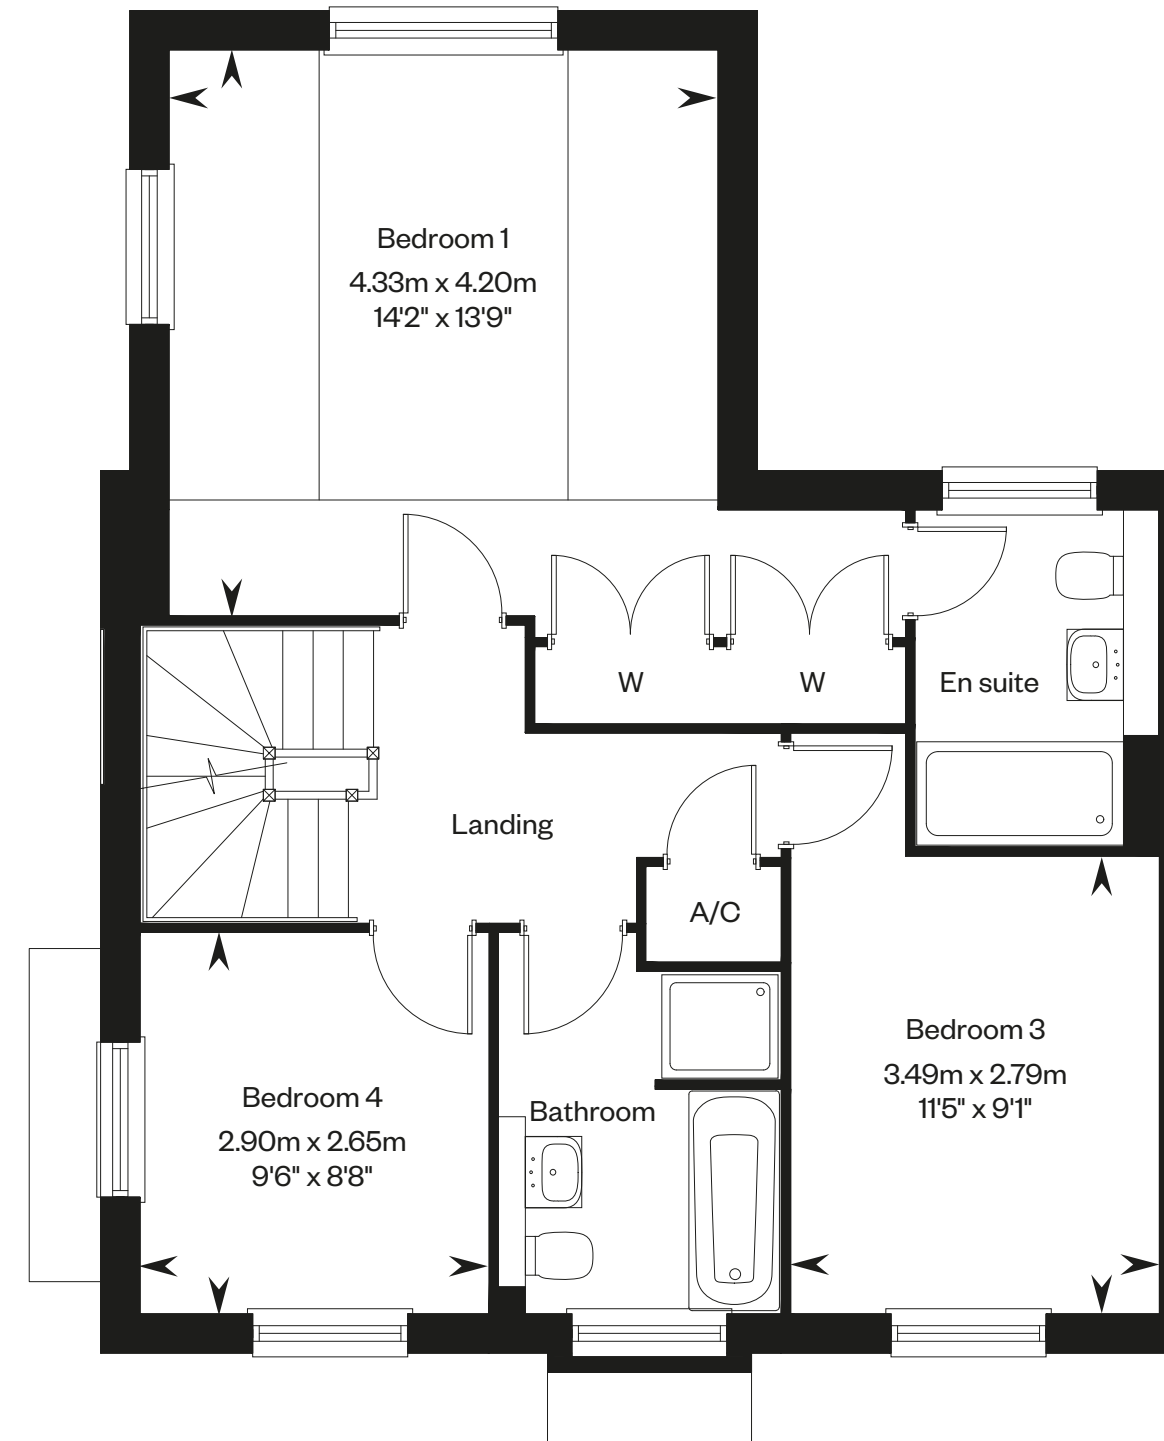 Bedroom 1
4.33m x 4.20m
14'2" x 13'9"
W
W
En suite
Landing
A/C
Bedroom 3
3.49m x 2.79m
11'5" x 9'1"
Bedroom 4
2.90m x 2.65m
9'6" x 8'8"
Bathroom